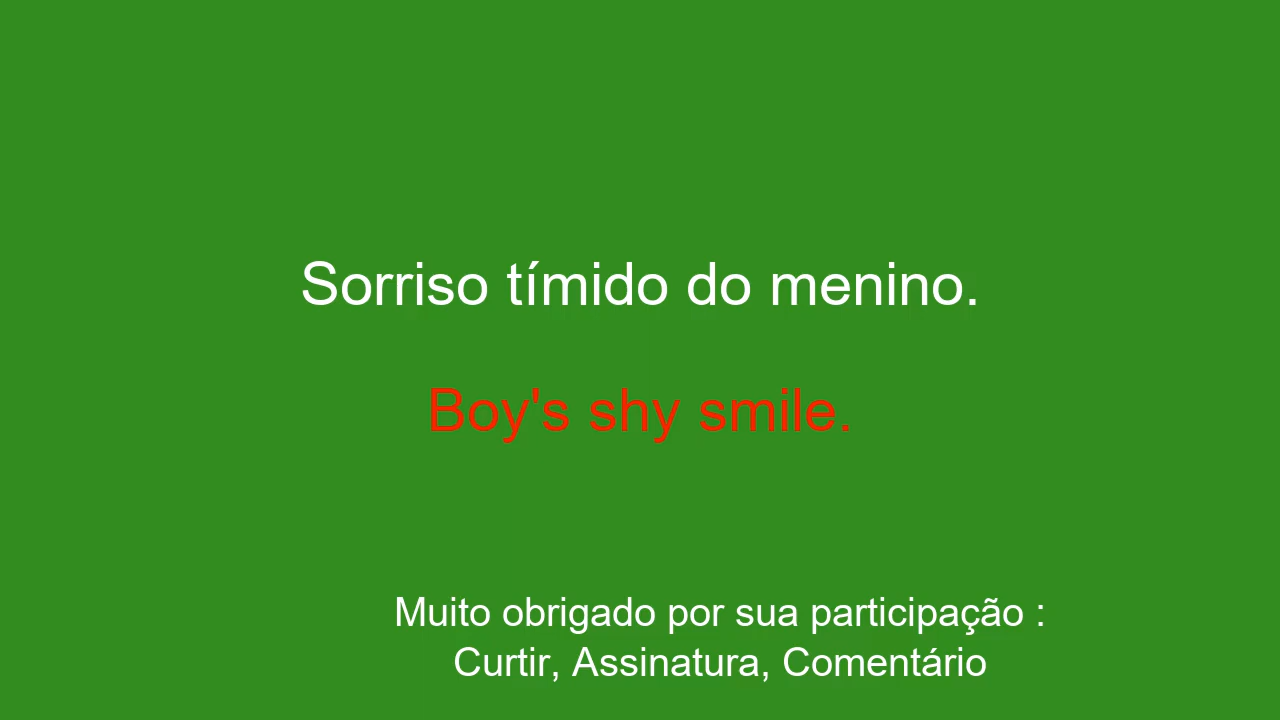 Sorriso tímido do menino.
Boy's shy smile.
Muito obrigado por sua participação :
Curtir, Assinatura, Comentário